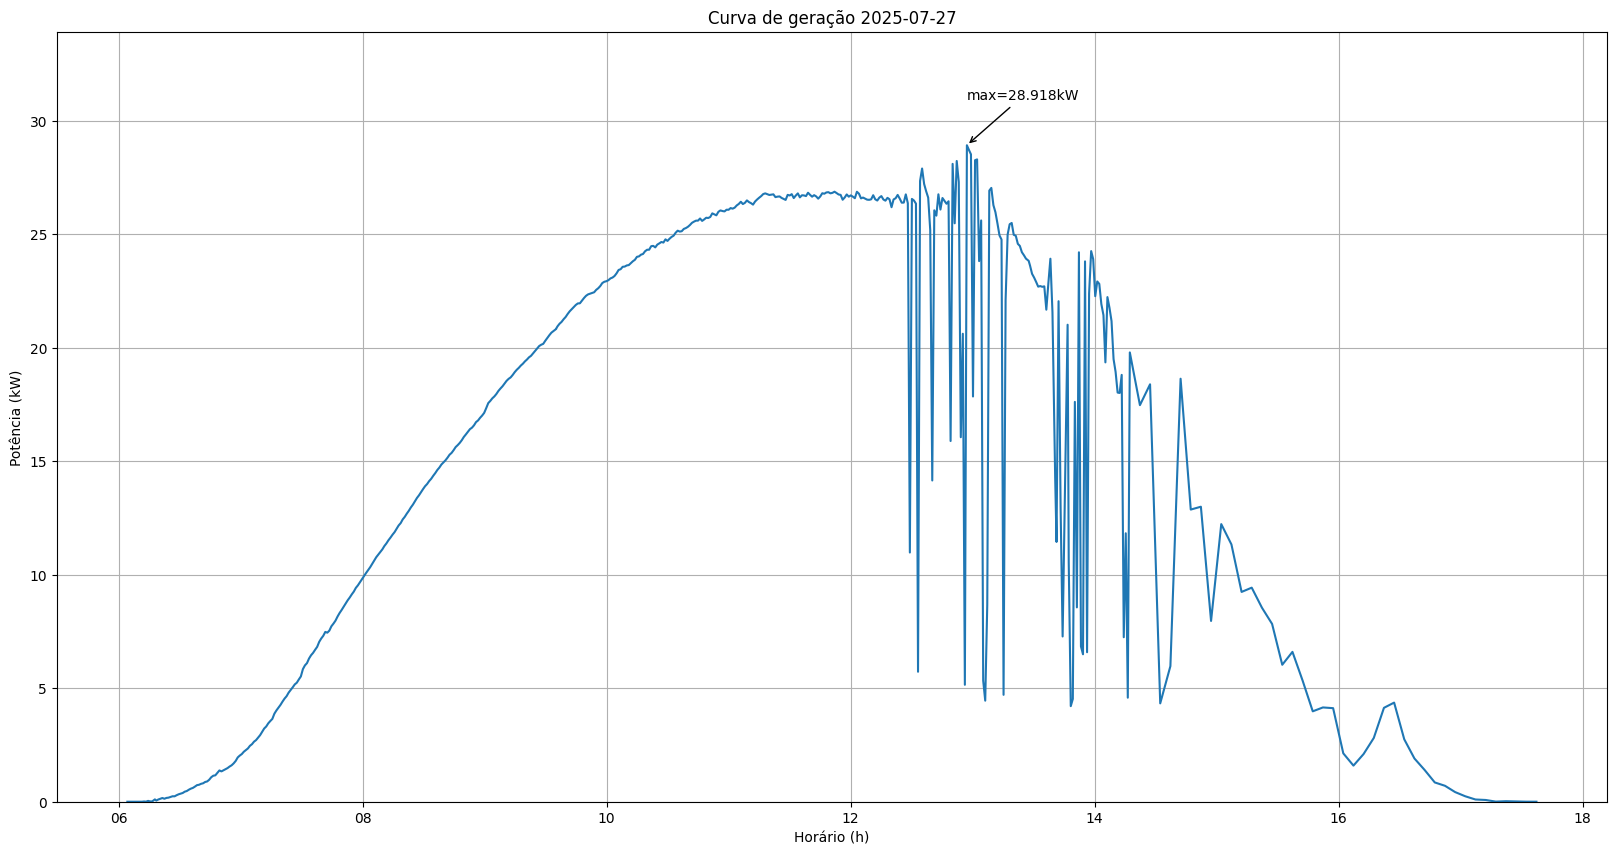 Curva de geração 2025-07-27
max=28.918kW
30
25
20
15
10
5
0
Potência (kW)
06 08 10 12 14 16 18
Horário (h)